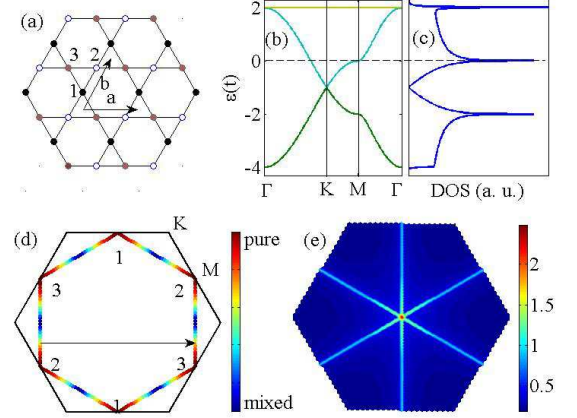 (a)
3 2
1 b
a
2
0
-2
-4
ε(t)
(b)
Γ K M Γ
(c)
DOS (a. u.)
(d)
K
M
1
3 2
2 3
1
pure
mixed
(e)
2
1.5
1
0.5